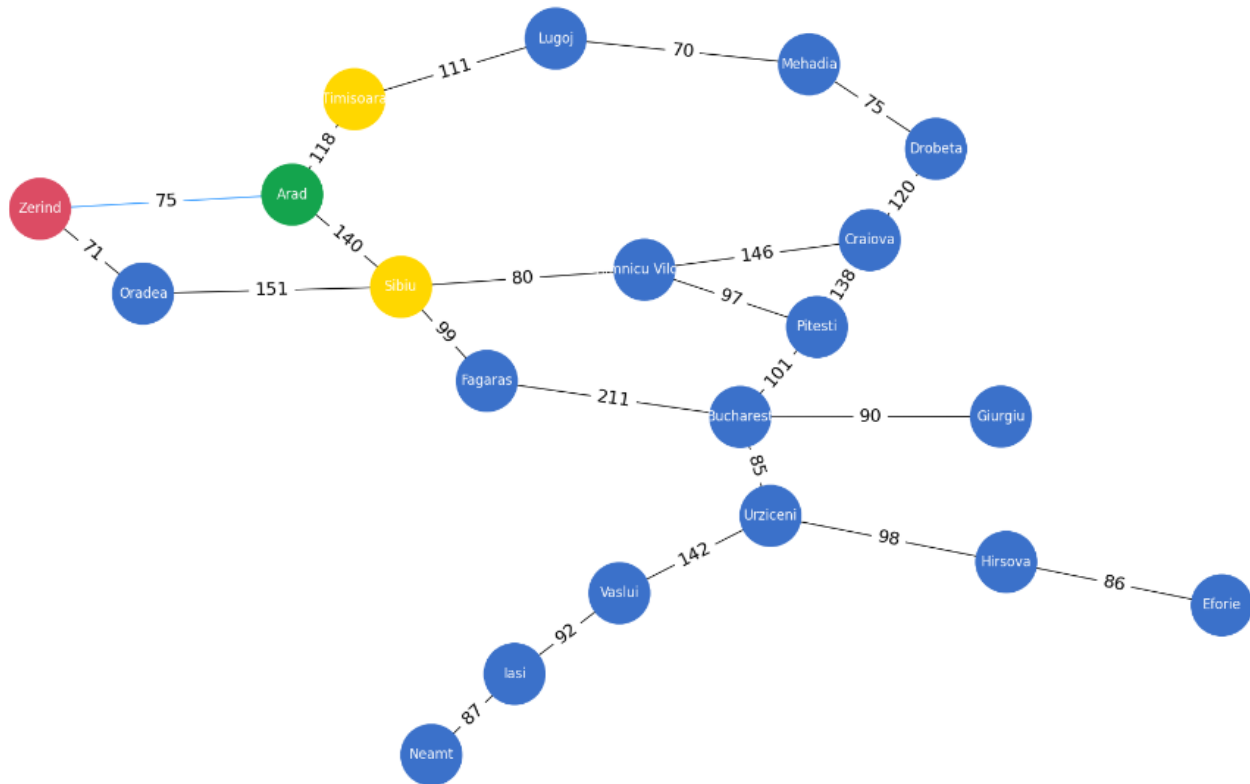 Lugoj
70
Mehadia
111
75
Timisoara
118
Drobeta
Zerind
75
Arad
120
71
140
Craiova
146
Oradea
151
Sibiu
80
mnicu Vilc
97
138
Pitesti
99
101
Fagaras
211
Bucharest
90
Giurgiu
85
Urziceni
98
142
Hirsova
86
Vaslui
Eforie
92
Iasi
87
Neamt